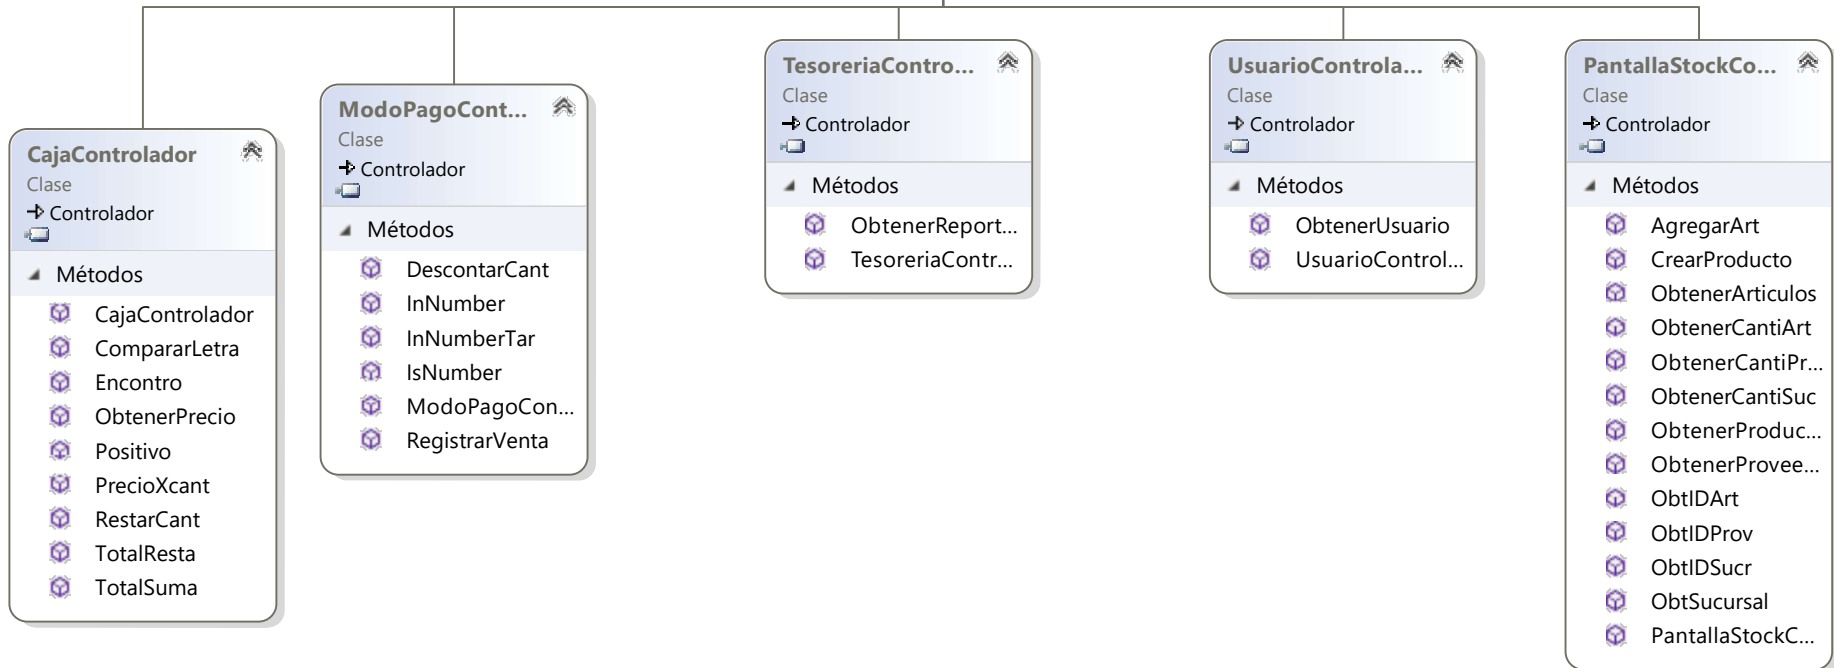 CajaControlador
Clase
Controlador
Métodos
CajaControlador
CompararLetra
Encontro
ObtenerPrecio
Positivo
PrecioXcant
RestarCant
TotalResta
TotalSuma
ModoPagoCont...
Clase
Controlador
Métodos
DescontarCant
InNumber
InNumberTar
IsNumber
ModoPagoCon...
RegistrarVenta
TesoreriaContro...
Clase
Controlador
Métodos
ObtenerReport...
TesoreriaContr...
UsuarioControla...
Clase
Controlador
Métodos
ObtenerUsuario
UsuarioControl...
PantallaStockCo...
Clase
Controlador
Métodos
AgregarArt
CrearProducto
ObtenerArticulos
ObtenerCantiArt
ObtenerCantiPr...
ObtenerCantiSuc
ObtenerProduc...
ObtenerProvee...
ObtIDArt
ObtIDProv
ObtIDSucr
ObtSucursal
PantallaStockC...